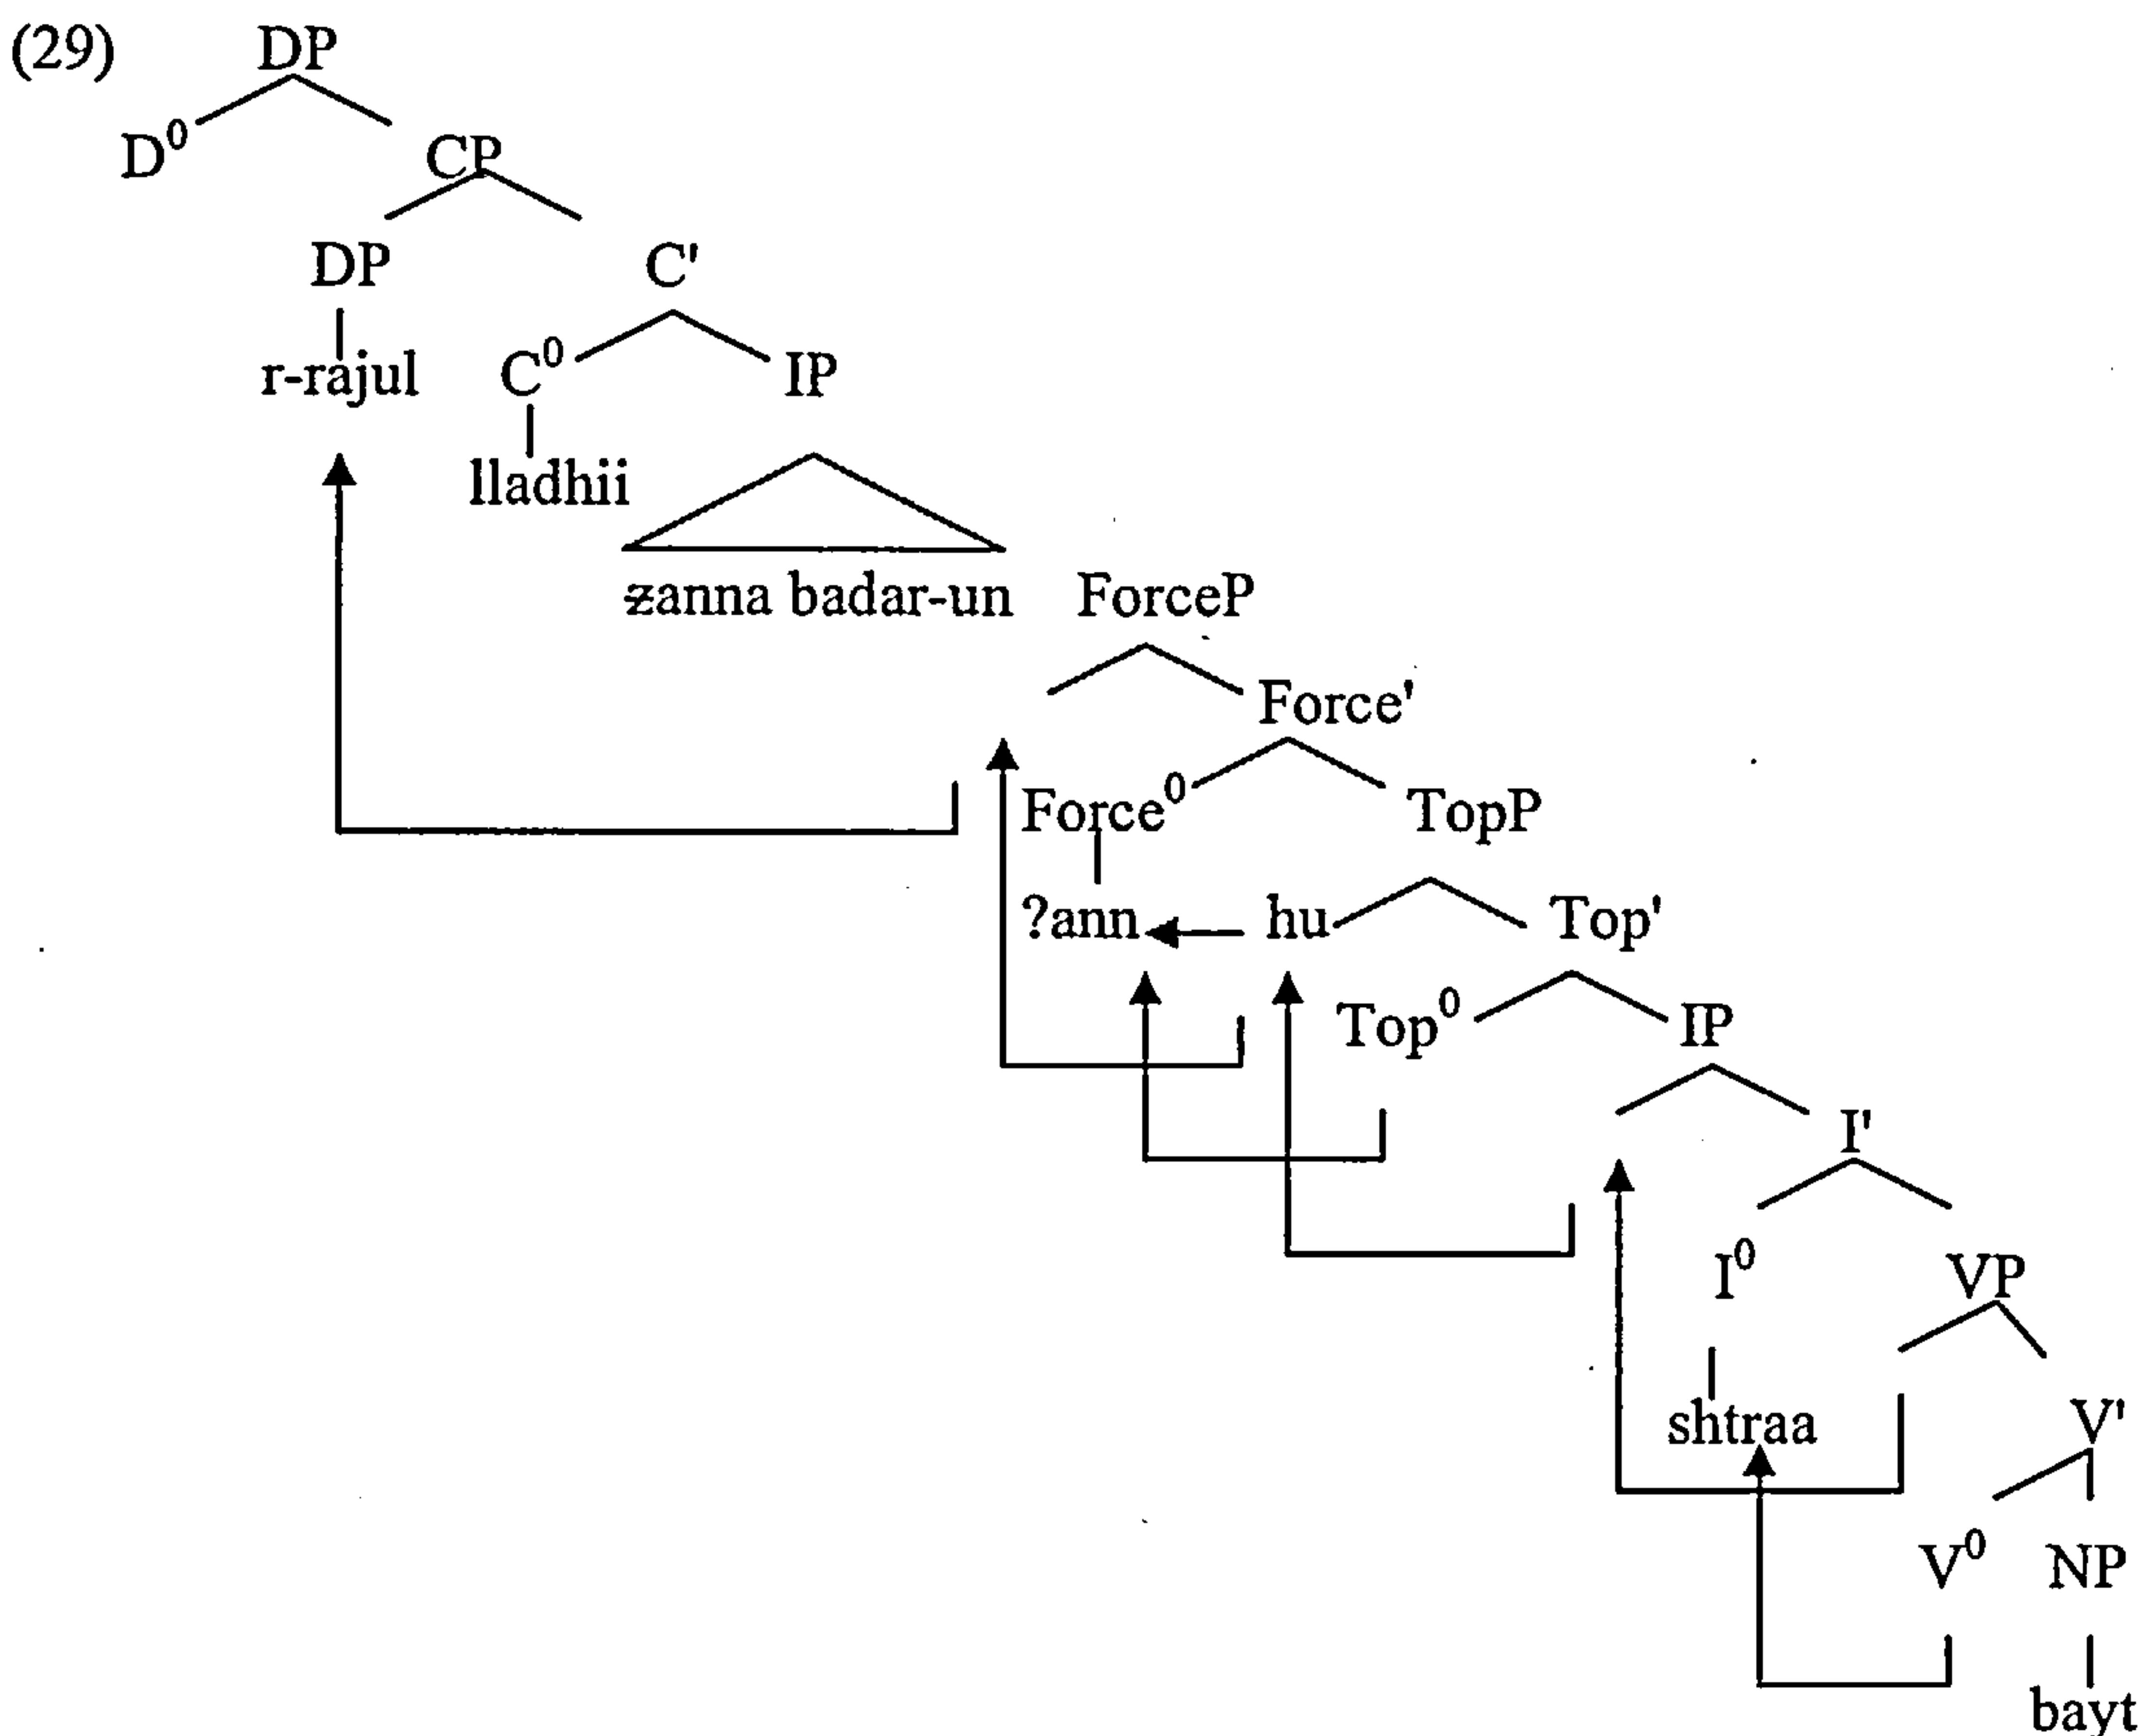 (29) DP
D⁰ CP
DP C'
r-rajul C⁰ IP
lladhii
zanna badar-un ForceP
Force'
Force⁰ TopP
?ann hu Top'
Top⁰ IP
I'
I⁰ VP
shtraa V'
V⁰ NP
bayt